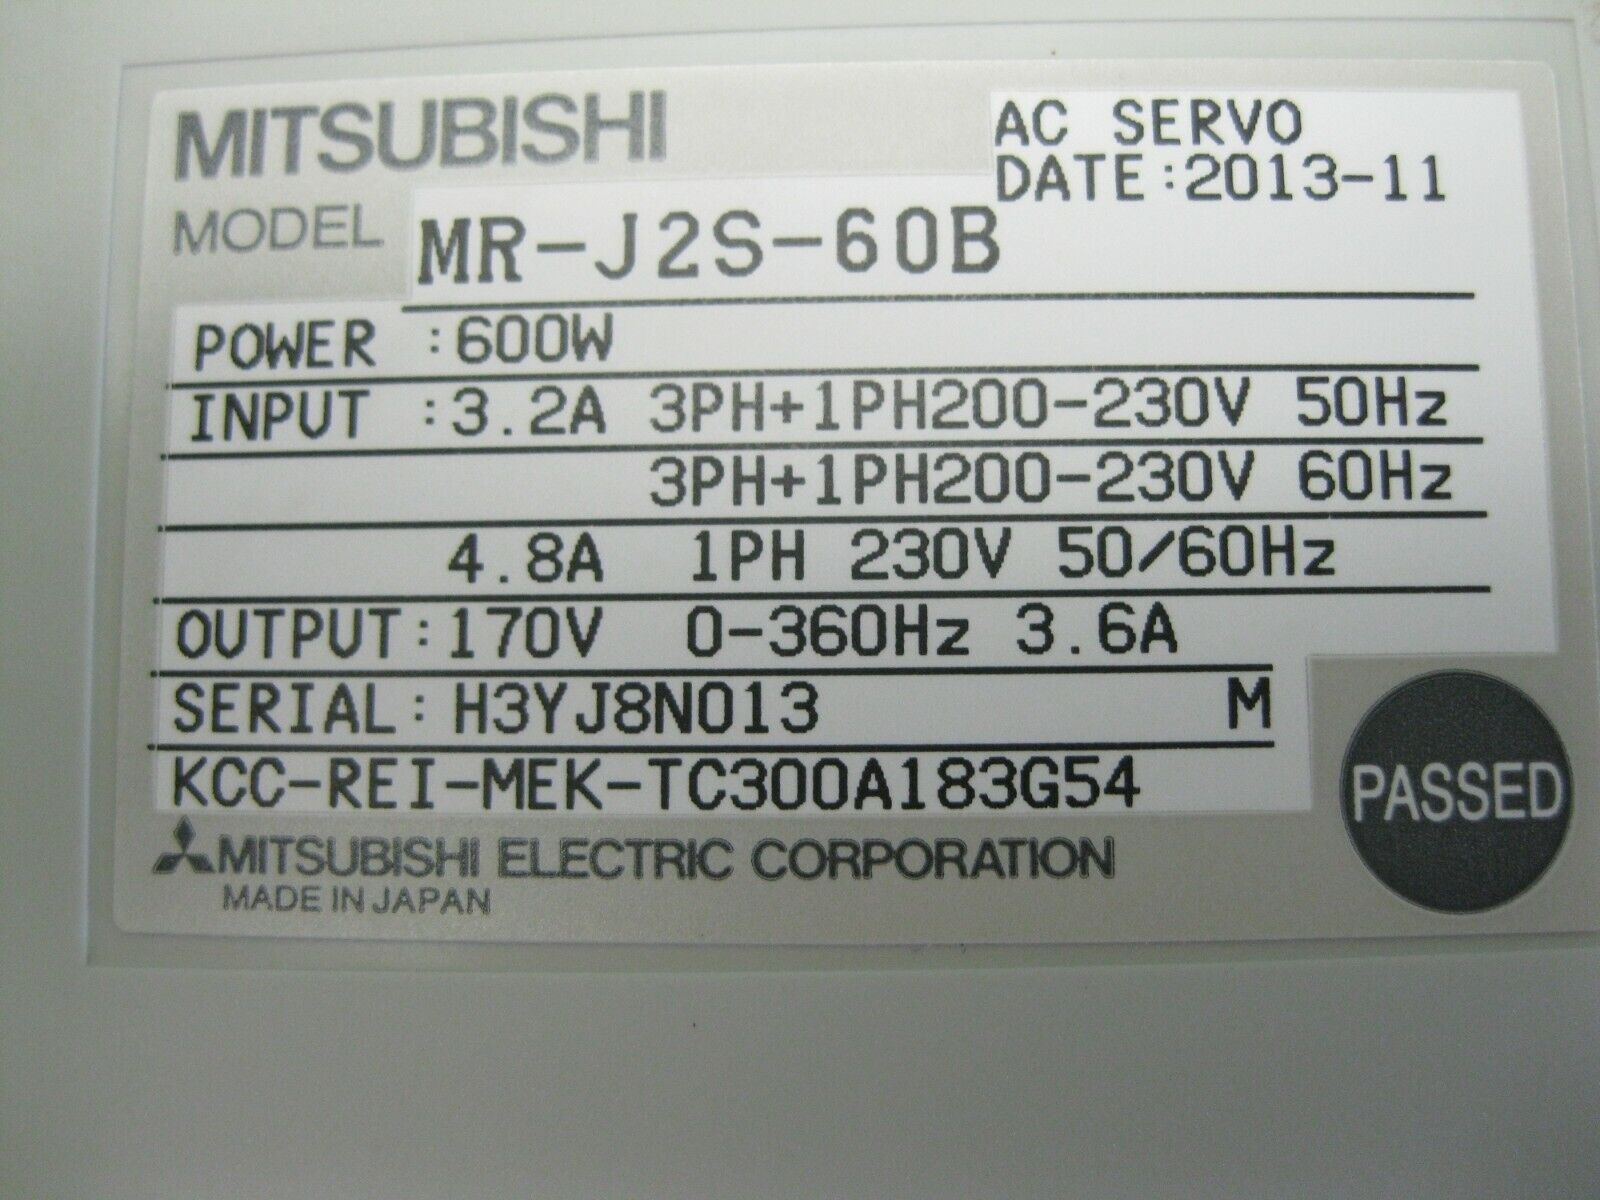 MITSUBISHI
AC SERVO
DATE:2013-11
MODEL MR-J2S-60B
POWER :600W
INPUT :3.2A 3PH+1PH200-230V 50Hz
3PH+1PH200-230V 60Hz
4.8A 1PH 230V 50/60Hz
OUTPUT:170V 0-360Hz 3.6A
SERIAL:H3YJ8N013 M
KCC-REI-MEK-TC300A183G54
PASSED
MITSUBISHI ELECTRIC CORPORATION
MADE IN JAPAN